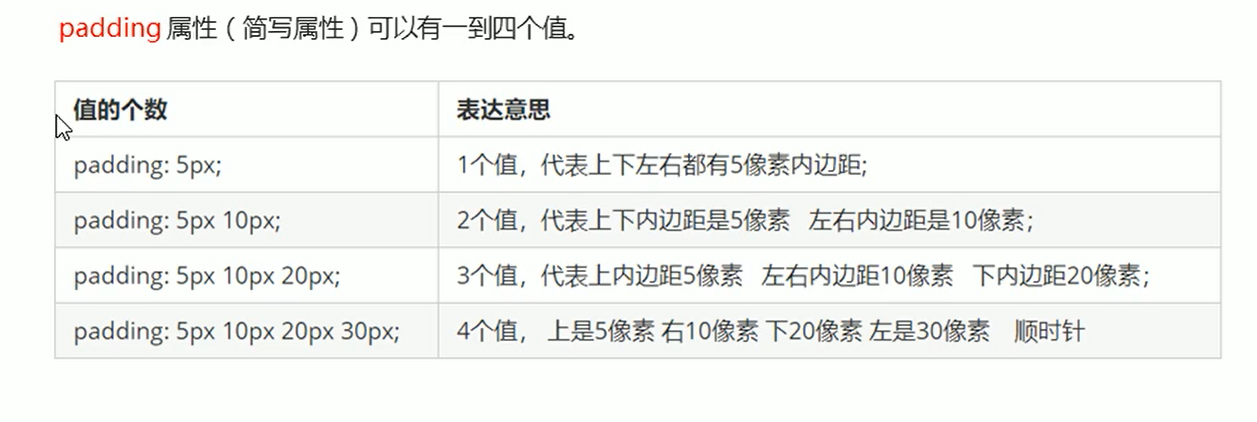 padding 属性（简写属性）可以有一到四个值。
值的个数 表达意思
padding: 5px; 1个值，代表上下左右都有5像素内边距;
padding: 5px 10px; 2个值，代表上下内边距是5像素 左右内边距是10像素;
padding: 5px 10px 20px; 3个值，代表上内边距5像素 左右内边距10像素 下内边距20像素;
padding: 5px 10px 20px 30px; 4个值， 上是5像素 右10像素 下20像素 左是30像素 顺时针